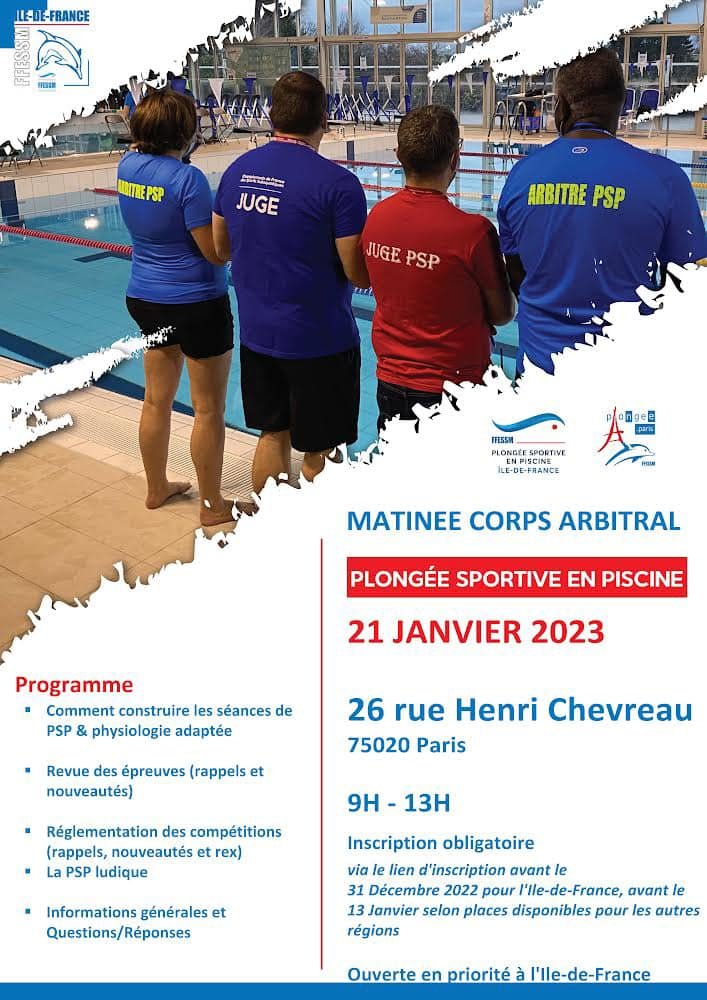 ILE-DE-FRANCE
FFESSM
FFESSM
ARBITRE PSP
JUGE
JUGE PSP
ARBITRE PSP
FFESSM
PLONGÉE SPORTIVE
EN PISCINE
ÎLE-DE-FRANCE
plongee
.paris
FFESSM
MATINEE CORPS ARBITRAL
PLONGÉE SPORTIVE EN PISCINE
21 JANVIER 2023
26 rue Henri Chevreau
75020 Paris
9H - 13H
Inscription obligatoire
via le lien d'inscription avant le
31 Décembre 2022 pour l'Ile-de-France, avant le
13 Janvier selon places disponibles pour les autres
régions
Ouverte en priorité à l'Ile-de-France
Programme
▪ Comment construire les séances de
PSP & physiologie adaptée
▪ Revue des épreuves (rappels et
nouveautés)
▪ Réglementation des compétitions
(rappels, nouveautés et rex)
▪ La PSP ludique
▪ Informations générales et
Questions/Réponses